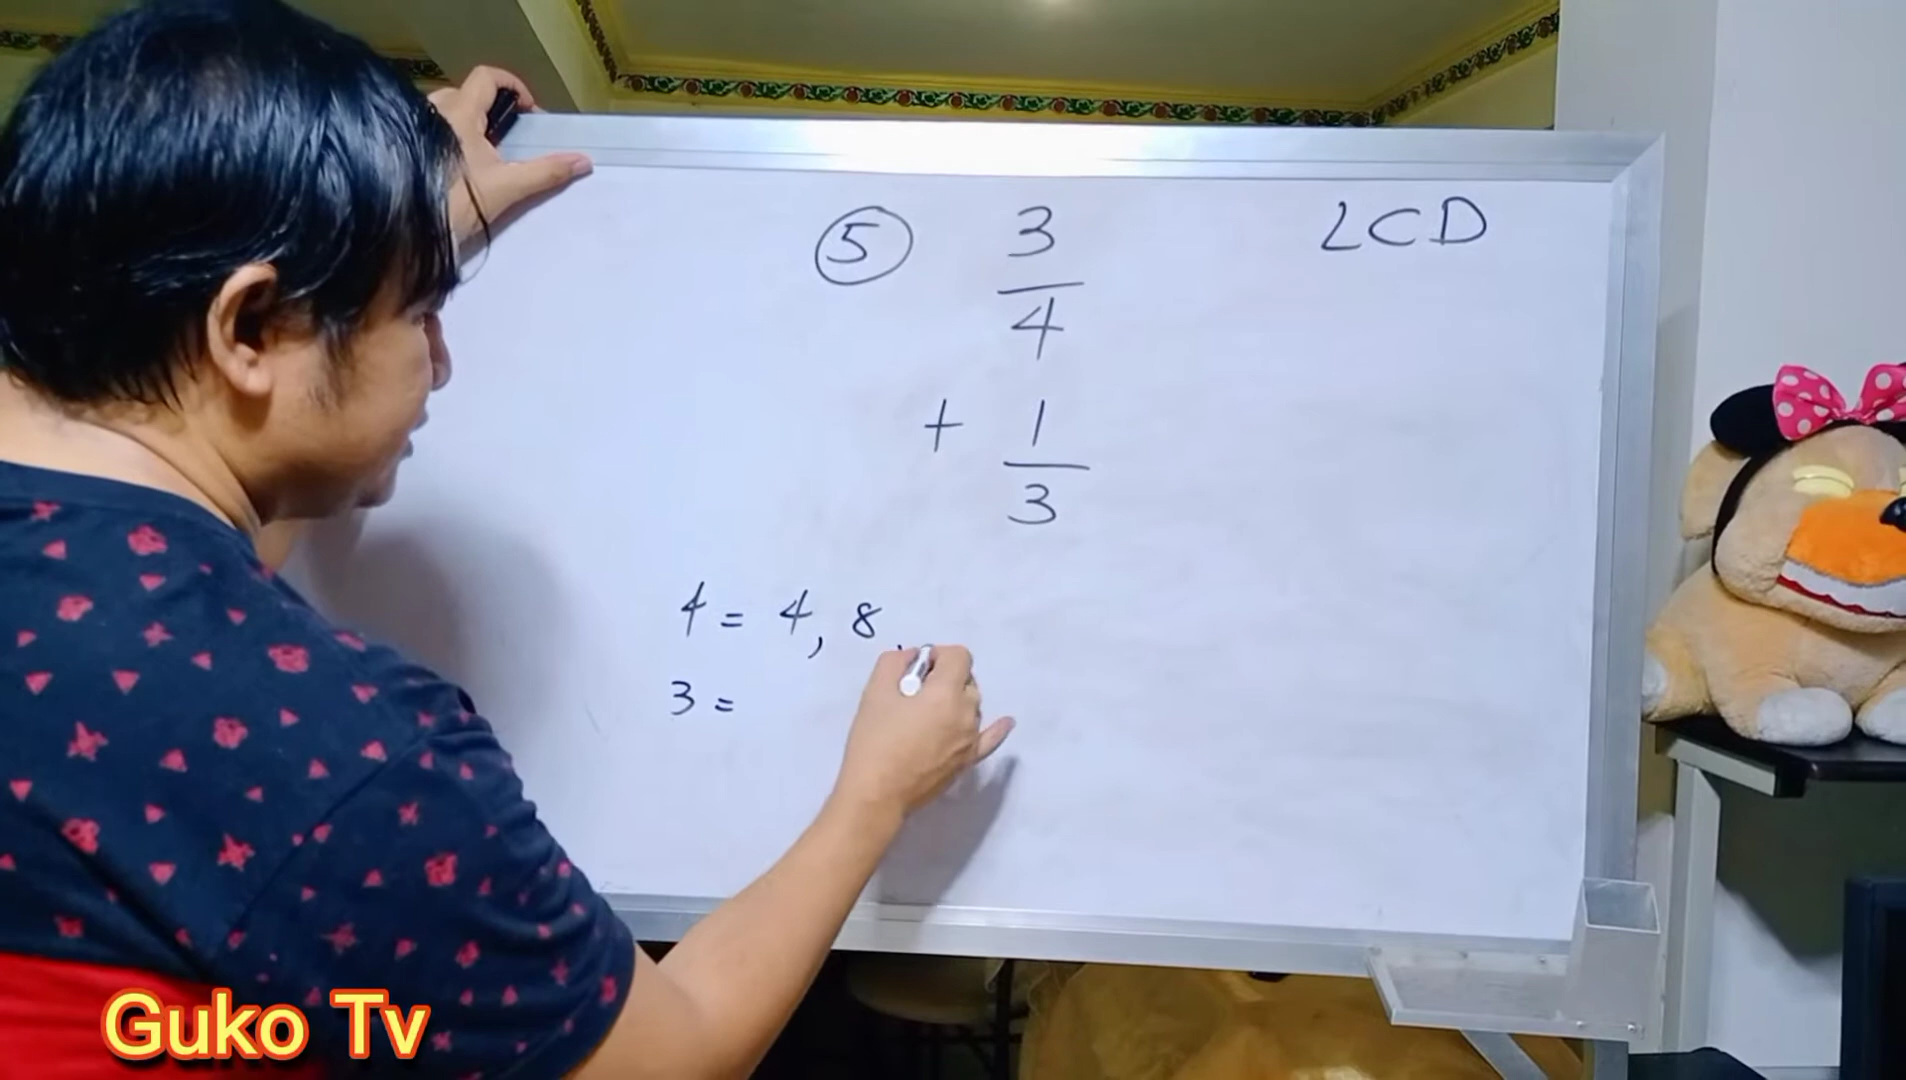 ⑤ 3 LCD
4
+ 1
3
4 = 4, 8,
3 =
Guko Tv